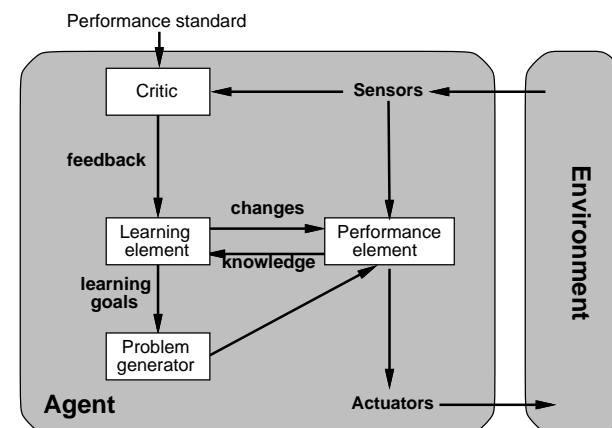 Performance standard
Critic
Sensors
feedback
changes
Learning
element
Performance
element
knowledge
learning
goals
Problem
generator
Agent
Actuators
Environment